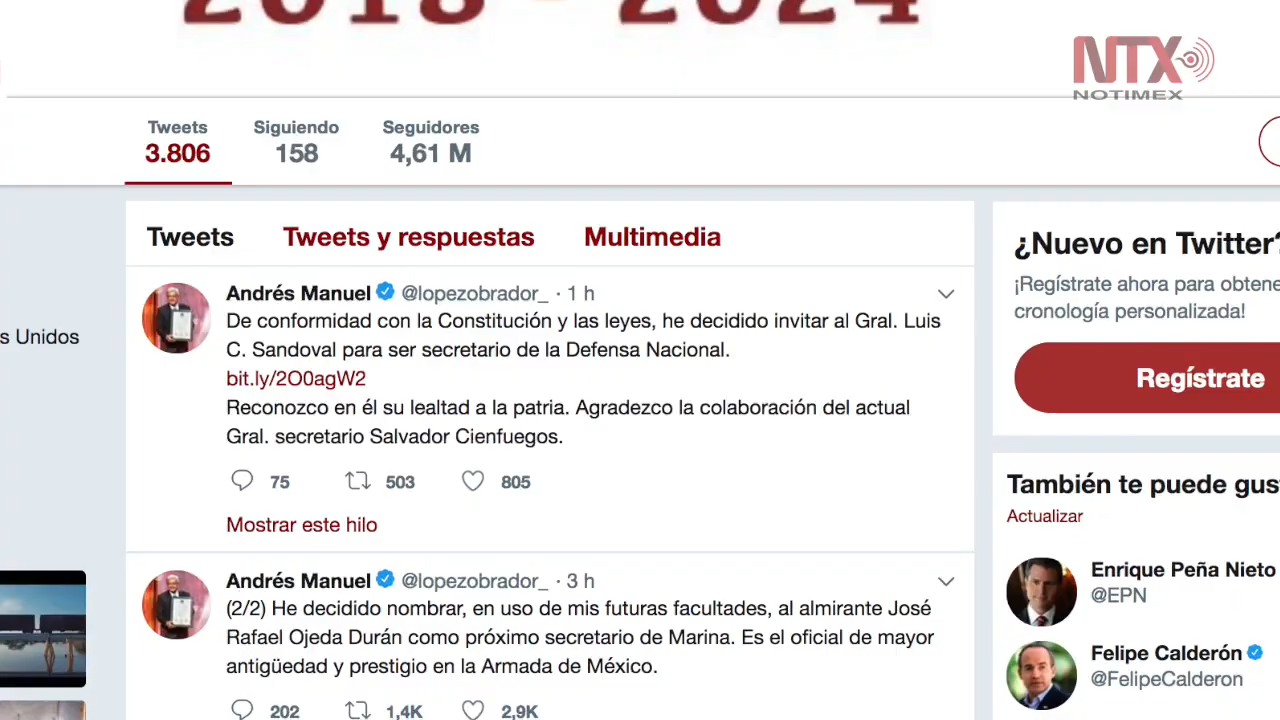 2018 - 2024
NTX
NOTIMEX
Tweets
3.806
Siguiendo
158
Seguidores
4,61 M
s Unidos
Tweets
Tweets y respuestas
Multimedia
Andrés Manuel @lopezobrador_ · 1 h
De conformidad con la Constitución y las leyes, he decidido invitar al Gral. Luis
C. Sandoval para ser secretario de la Defensa Nacional.
bit.ly/2O0agW2
Reconozco en él su lealtad a la patria. Agradezco la colaboración del actual
Gral. secretario Salvador Cienfuegos.
75 503 805
Mostrar este hilo
Andrés Manuel @lopezobrador_ · 3 h
(2/2) He decidido nombrar, en uso de mis futuras facultades, al almirante José
Rafael Ojeda Durán como próximo secretario de Marina. Es el oficial de mayor
antigüedad y prestigio en la Armada de México.
202 1,4K 2,9K
¿Nuevo en Twitter?
¡Regístrate ahora para obtene
cronología personalizada!
Regístrate
También te puede gus
Actualizar
Enrique Peña Nieto
@EPN
Felipe Calderón
@FelipeCalderon